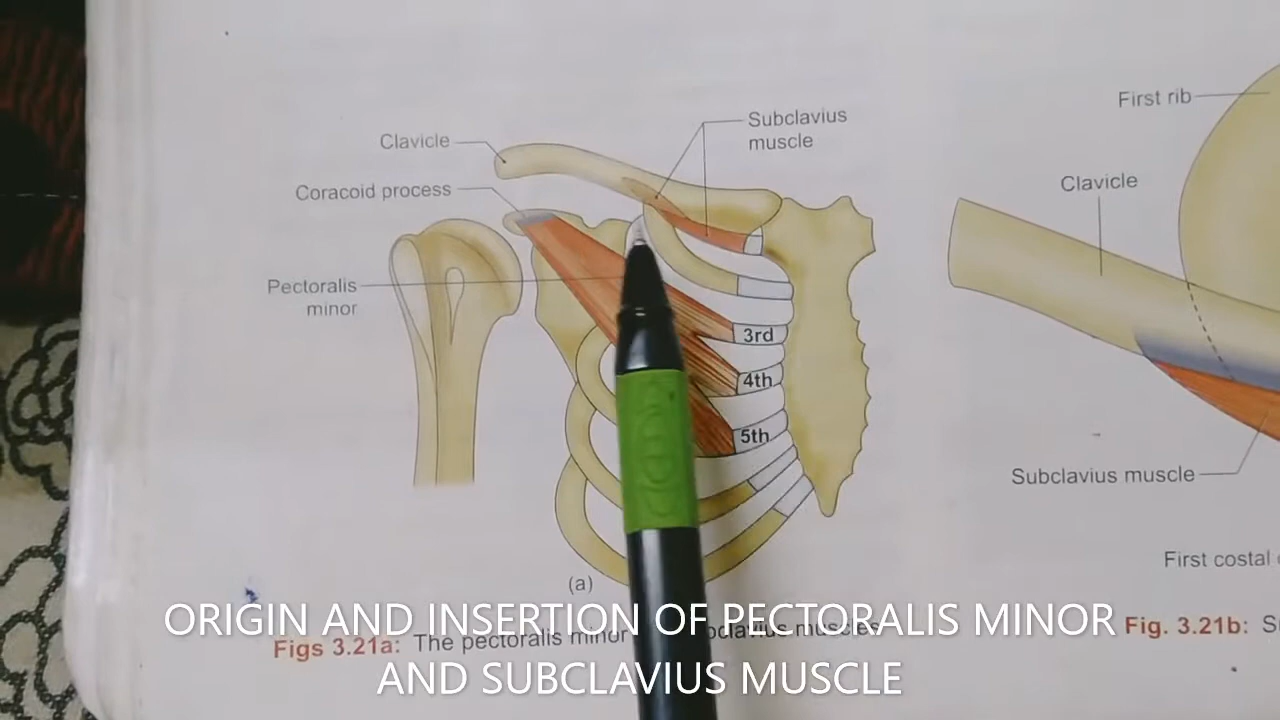 First rib
Subclavius
muscle
Clavicle
Clavicle
Coracoid process
Pectoralis
minor
3rd
4th
5th
Subclavius muscle
First costal
(a)
Figs 3.21a: The pectoralis minor muscles
Fig. 3.21b:
ORIGIN AND INSERTION OF PECTORALIS MINOR
AND SUBCLAVIUS MUSCLE